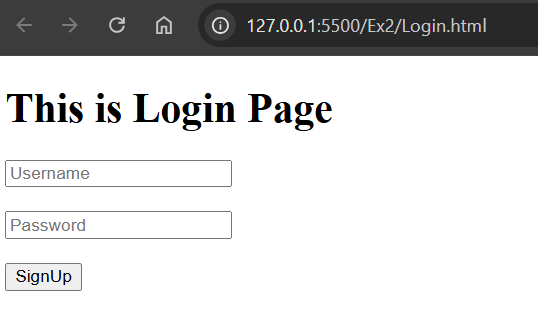 127.0.0.1:5500/Ex2/Login.html
This is Login Page
Username
Password
SignUp